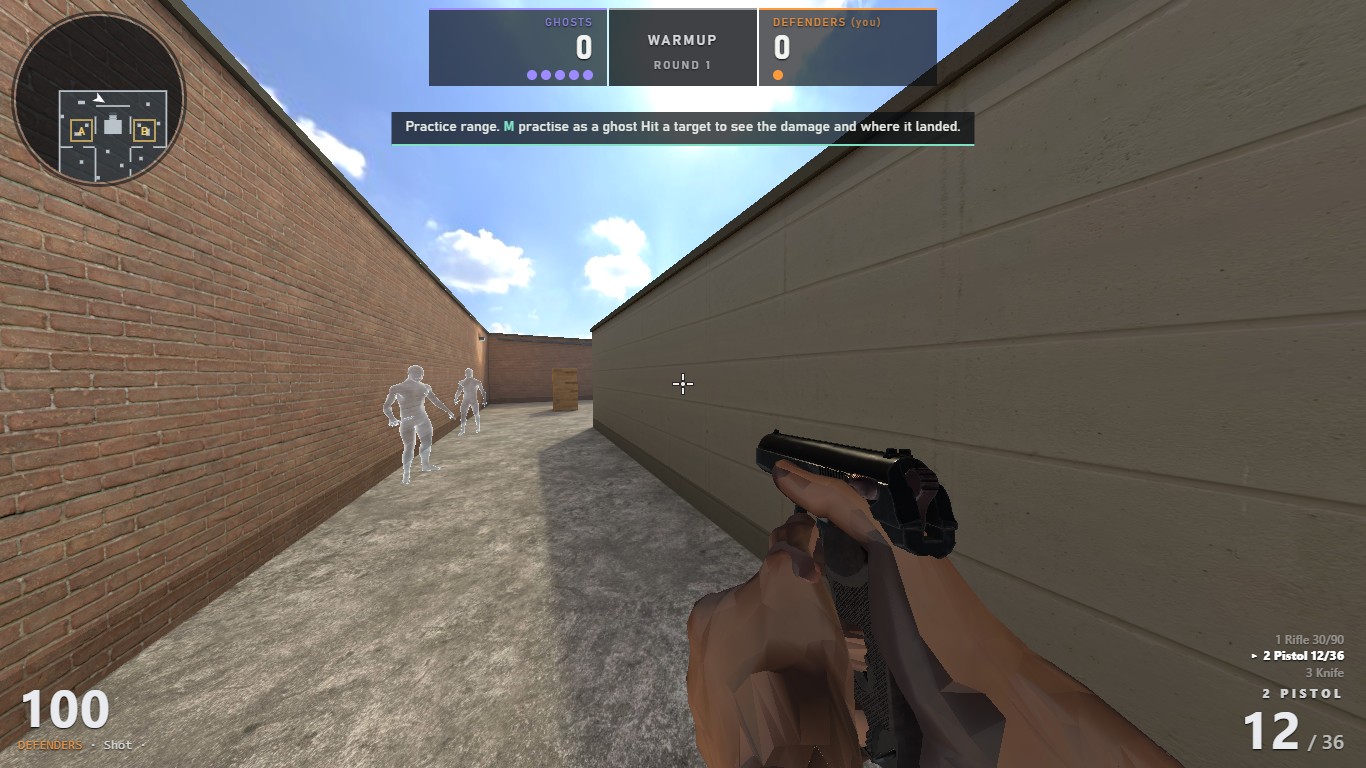 GHOSTS
0
WARMUP
ROUND 1
DEFENDERS (you)
0
A
B
Practice range. M practise as a ghost Hit a target to see the damage and where it landed.
1 Rifle 30/90
▸ 2 Pistol 12/36
3 Knife
2 PISTOL
12 / 36
100
DEFENDERS · Shot ·